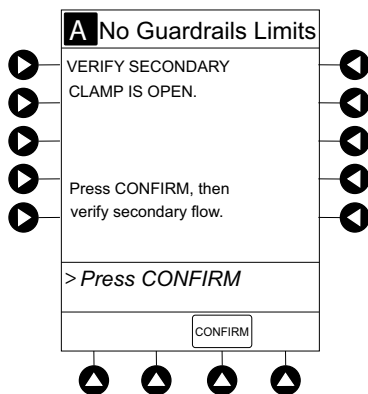 A No Guardrails Limits
VERIFY SECONDARY
CLAMP IS OPEN.
Press CONFIRM, then
verify secondary flow.
> Press CONFIRM
CONFIRM